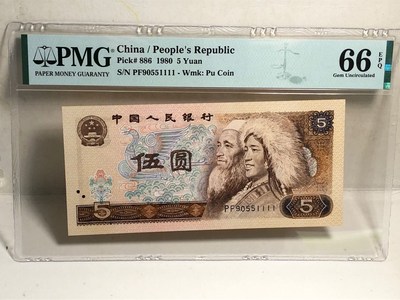 PMG
PAPER MONEY GUARANTY
China / People's Republic
Pick# 886 1980 5 Yuan
S/N PF90551111 - Wmk: Pu Coin
66 EPQ
Gem Uncirculated
中国人民银行
5
伍圆
5
PF90551111
5